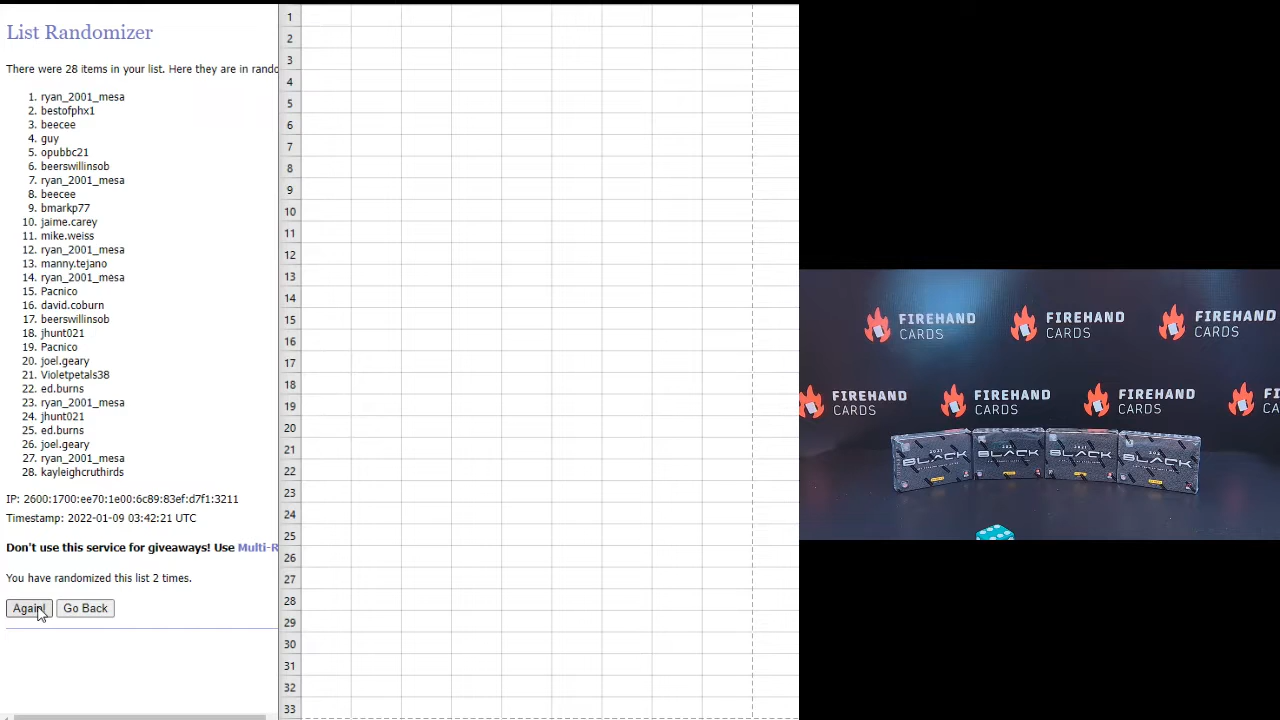 List Randomizer
There were 28 items in your list. Here they are in rando
1. ryan_2001_mesa
2. bestofphx1
3. beecee
4. guy
5. opubbc21
6. beerswillinsob
7. ryan_2001_mesa
8. beecee
9. bmarkp77
10. jaime.carey
11. mike.weiss
12. ryan_2001_mesa
13. manny.tejano
14. ryan_2001_mesa
15. Pacnico
16. david.coburn
17. beerswillinsob
18. jhunt021
19. Pacnico
20. joel.geary
21. Violetpetals38
22. ed.burns
23. ryan_2001_mesa
24. jhunt021
25. ed.burns
26. joel.geary
27. ryan_2001_mesa
28. kayleighcruthirds
IP: 2600:1700:ee70:1e00:6c89:83ef:d7f1:3211
Timestamp: 2022-01-09 03:42:21 UTC
Don't use this service for giveaways! Use Multi-R
You have randomized this list 2 times.
Again! Go Back
1
2
3
4
5
6
7
8
9
10
11
12
13
14
15
16
17
18
19
20
21
22
23
24
25
26
27
28
29
30
31
32
33
FIREHAND CARDS
FIREHAND CARDS
FIREHAND CARDS
FIREHAND CARDS
FIREHAND CARDS
FIREHAND CARDS
FI
CA
2021
BLACK
2021
BLACK
2021
BLACK
2021
BLACK